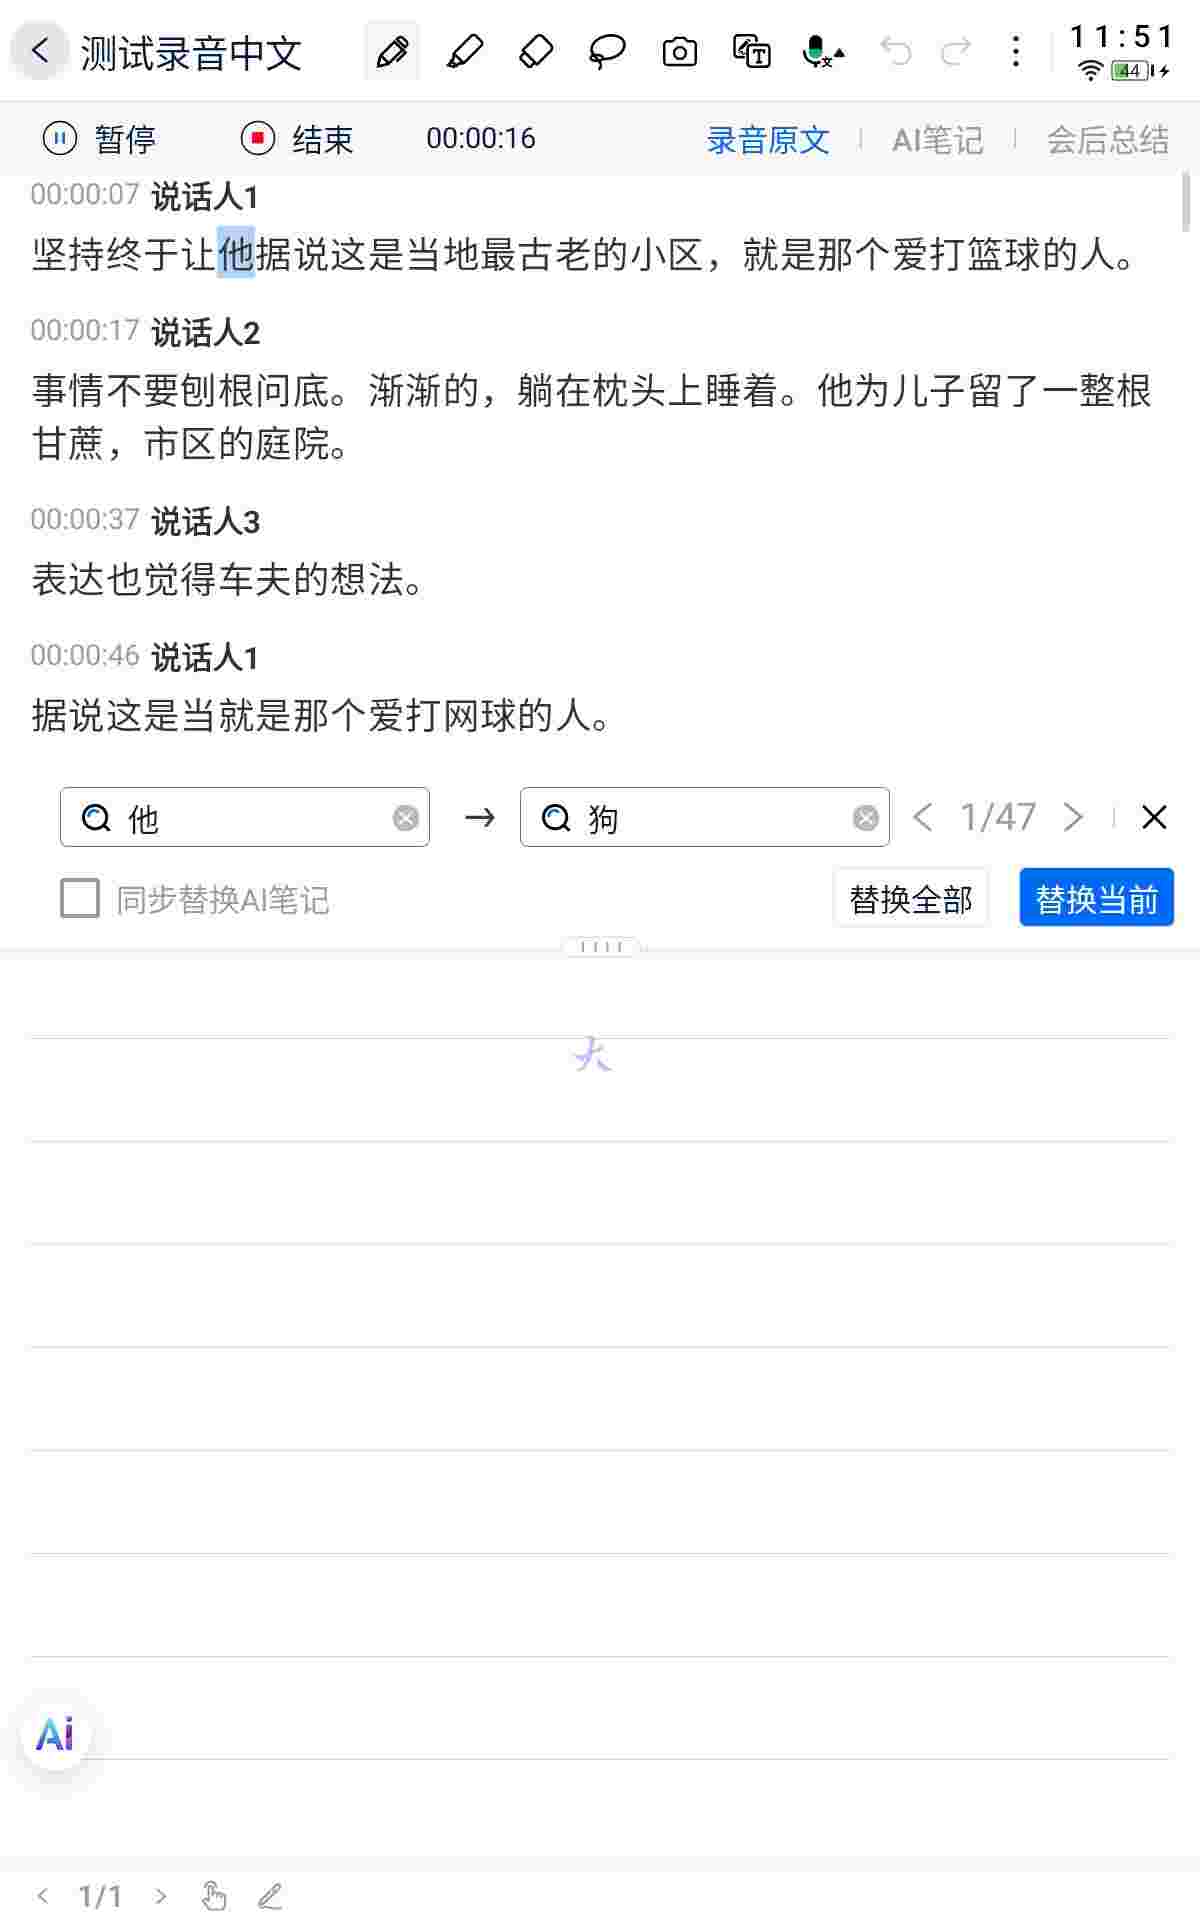 测试录音中文
11:51
44
暂停
结束
00:00:16
录音原文
AI笔记
会后总结
00:00:07 说话人1
坚持终于让他据说这是当地最古老的小区，就是那个爱打篮球的人。
00:00:17 说话人2
事情不要刨根问底。渐渐的，躺在枕头上睡着。他为儿子留了一整根
甘蔗，市区的庭院。
00:00:37 说话人3
表达也觉得车夫的想法。
00:00:46 说话人1
据说这是当就是那个爱打网球的人。
他
→
狗
1/47
同步替换AI笔记
替换全部
替换当前
大
Ai
1/1